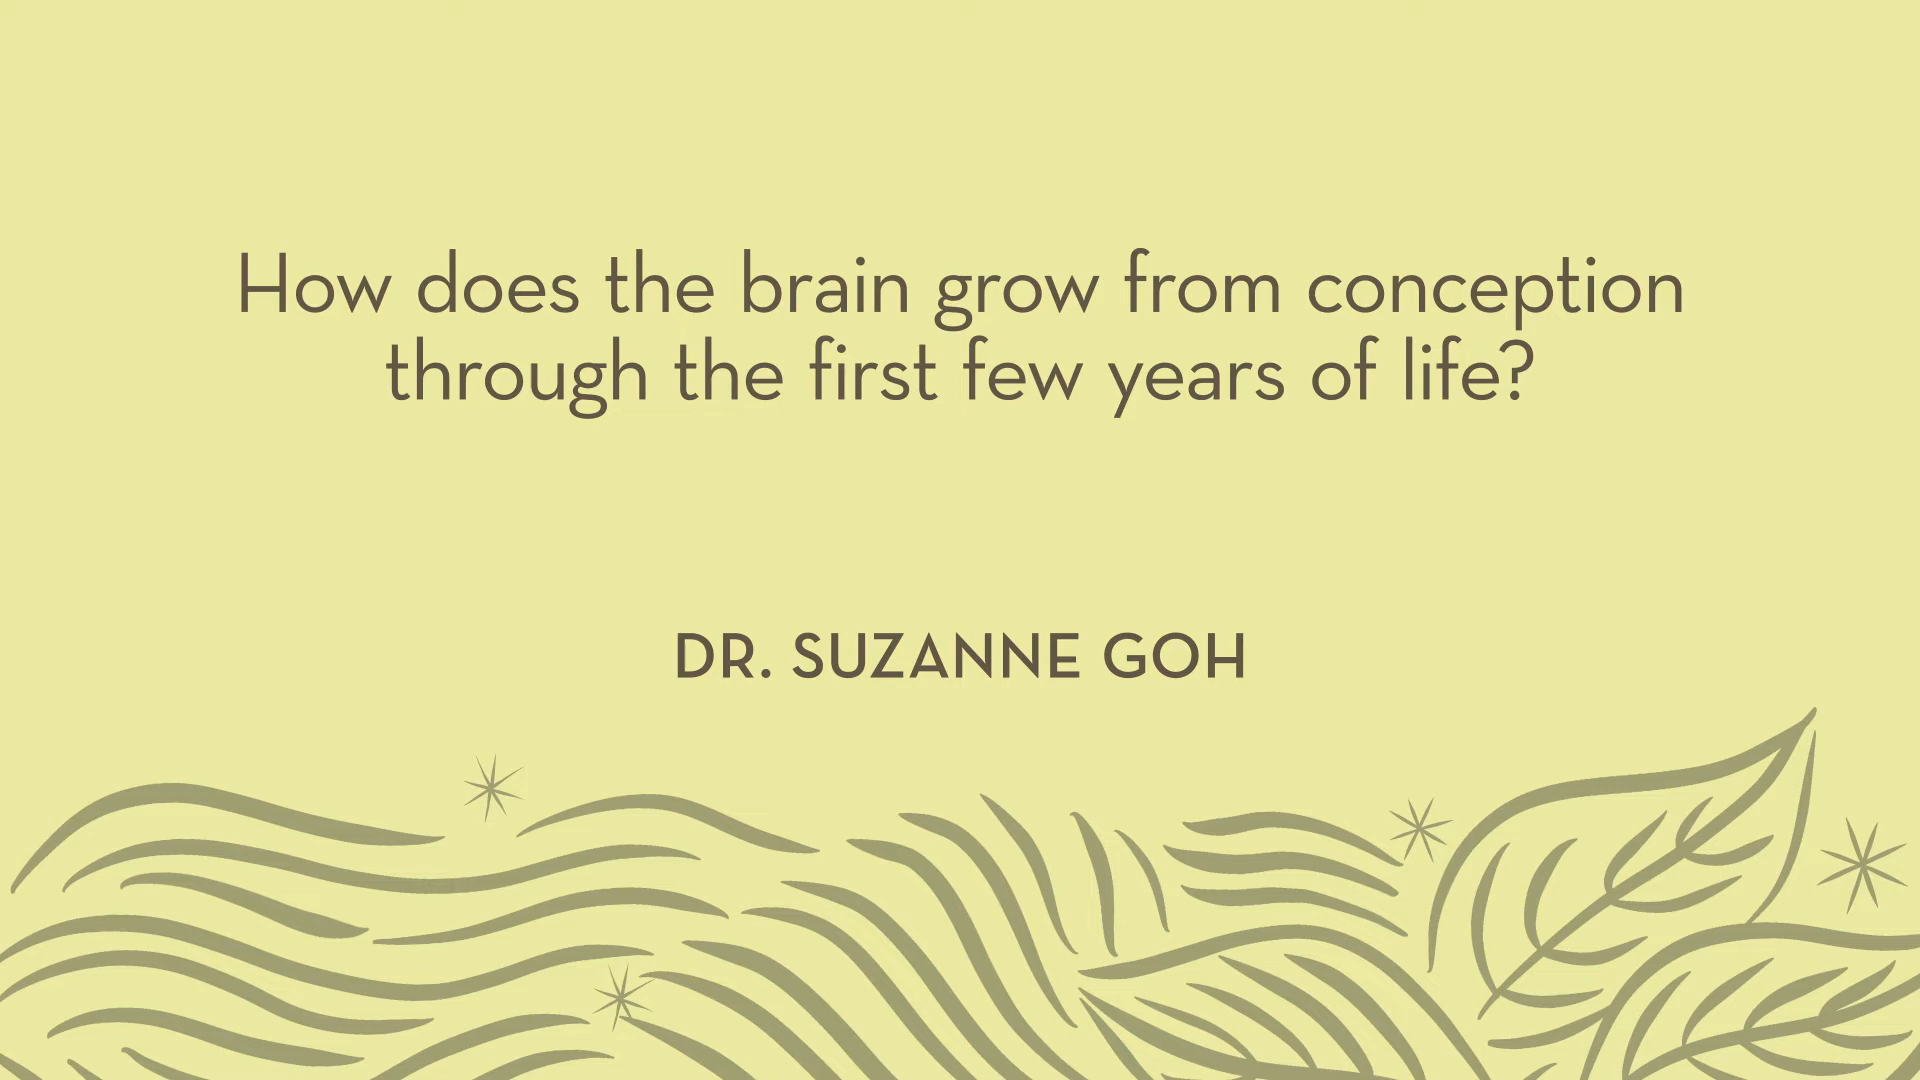 How does the brain grow from conception
through the first few years of life?
DR. SUZANNE GOH